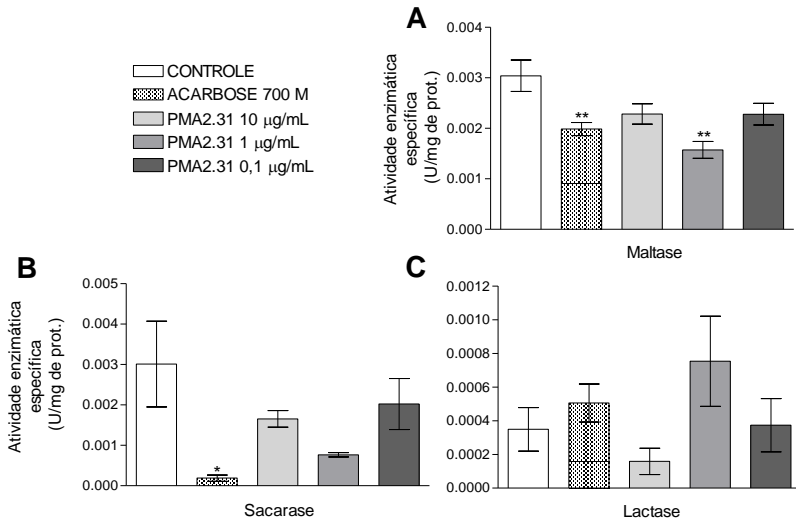 CONTROLE
ACARBOSE 700 M
PMA2.31 10 µg/mL
PMA2.31 1 µg/mL
PMA2.31 0,1 µg/mL
A
Atividade enzimática
específica
(U/mg de prot.)
0.004
0.003
0.002
0.001
0.000
**
**
Maltase
B
Atividade enzimática
específica
(U/mg de prot.)
0.005
0.004
0.003
0.002
0.001
0.000
*
Sacarase
C
0.0012
0.0010
0.0008
0.0006
0.0004
0.0002
0.0000
Lactase